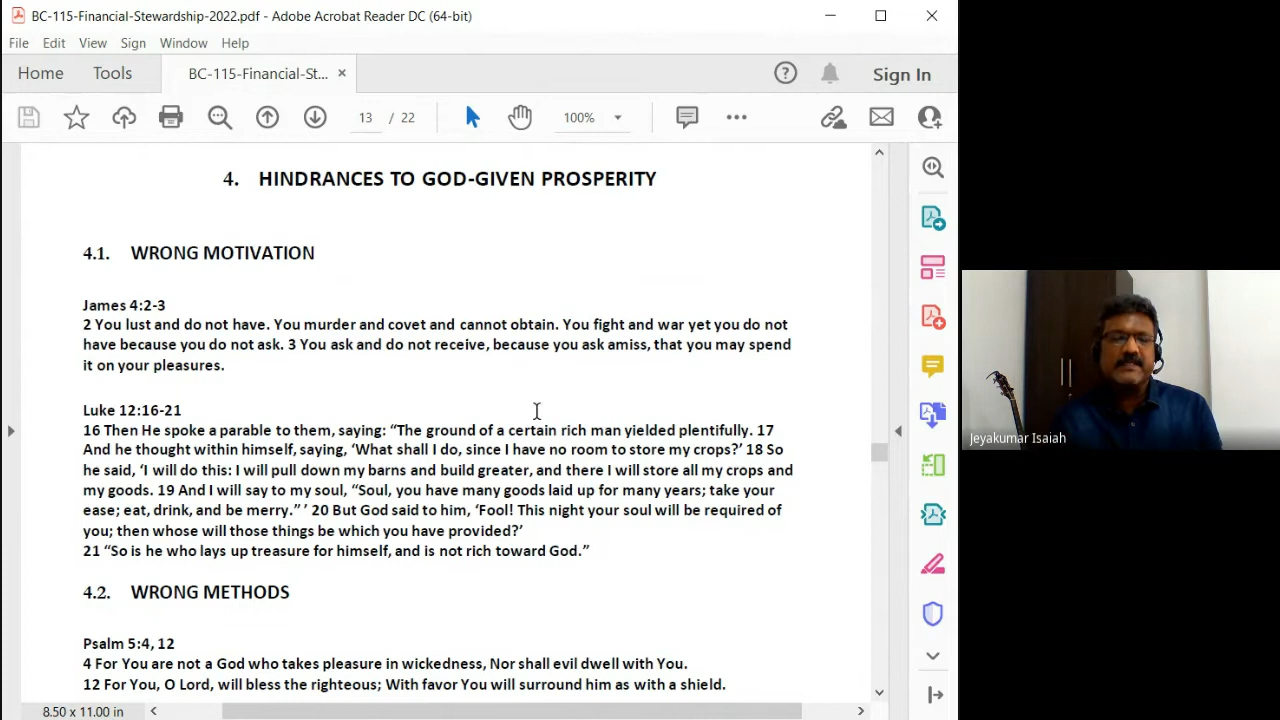 BC-115-Financial-Stewardship-2022.pdf - Adobe Acrobat Reader DC (64-bit)
File Edit View Sign Window Help
Home Tools BC-115-Financial-St... × Sign In
13 / 22 100%
4. HINDRANCES TO GOD-GIVEN PROSPERITY
4.1. WRONG MOTIVATION
James 4:2-3
2 You lust and do not have. You murder and covet and cannot obtain. You fight and war yet you do not
have because you do not ask. 3 You ask and do not receive, because you ask amiss, that you may spend
it on your pleasures.
Luke 12:16-21
16 Then He spoke a parable to them, saying: “The ground of a certain rich man yielded plentifully. 17
And he thought within himself, saying, ‘What shall I do, since I have no room to store my crops?’ 18 So
he said, ‘I will do this: I will pull down my barns and build greater, and there I will store all my crops and
my goods. 19 And I will say to my soul, “Soul, you have many goods laid up for many years; take your
ease; eat, drink, and be merry.” ’ 20 But God said to him, ‘Fool! This night your soul will be required of
you; then whose will those things be which you have provided?’
21 “So is he who lays up treasure for himself, and is not rich toward God.”
4.2. WRONG METHODS
Psalm 5:4, 12
4 For You are not a God who takes pleasure in wickedness, Nor shall evil dwell with You.
12 For You, O Lord, will bless the righteous; With favor You will surround him as with a shield.
8.50 x 11.00 in
Jeyakumar Isaiah